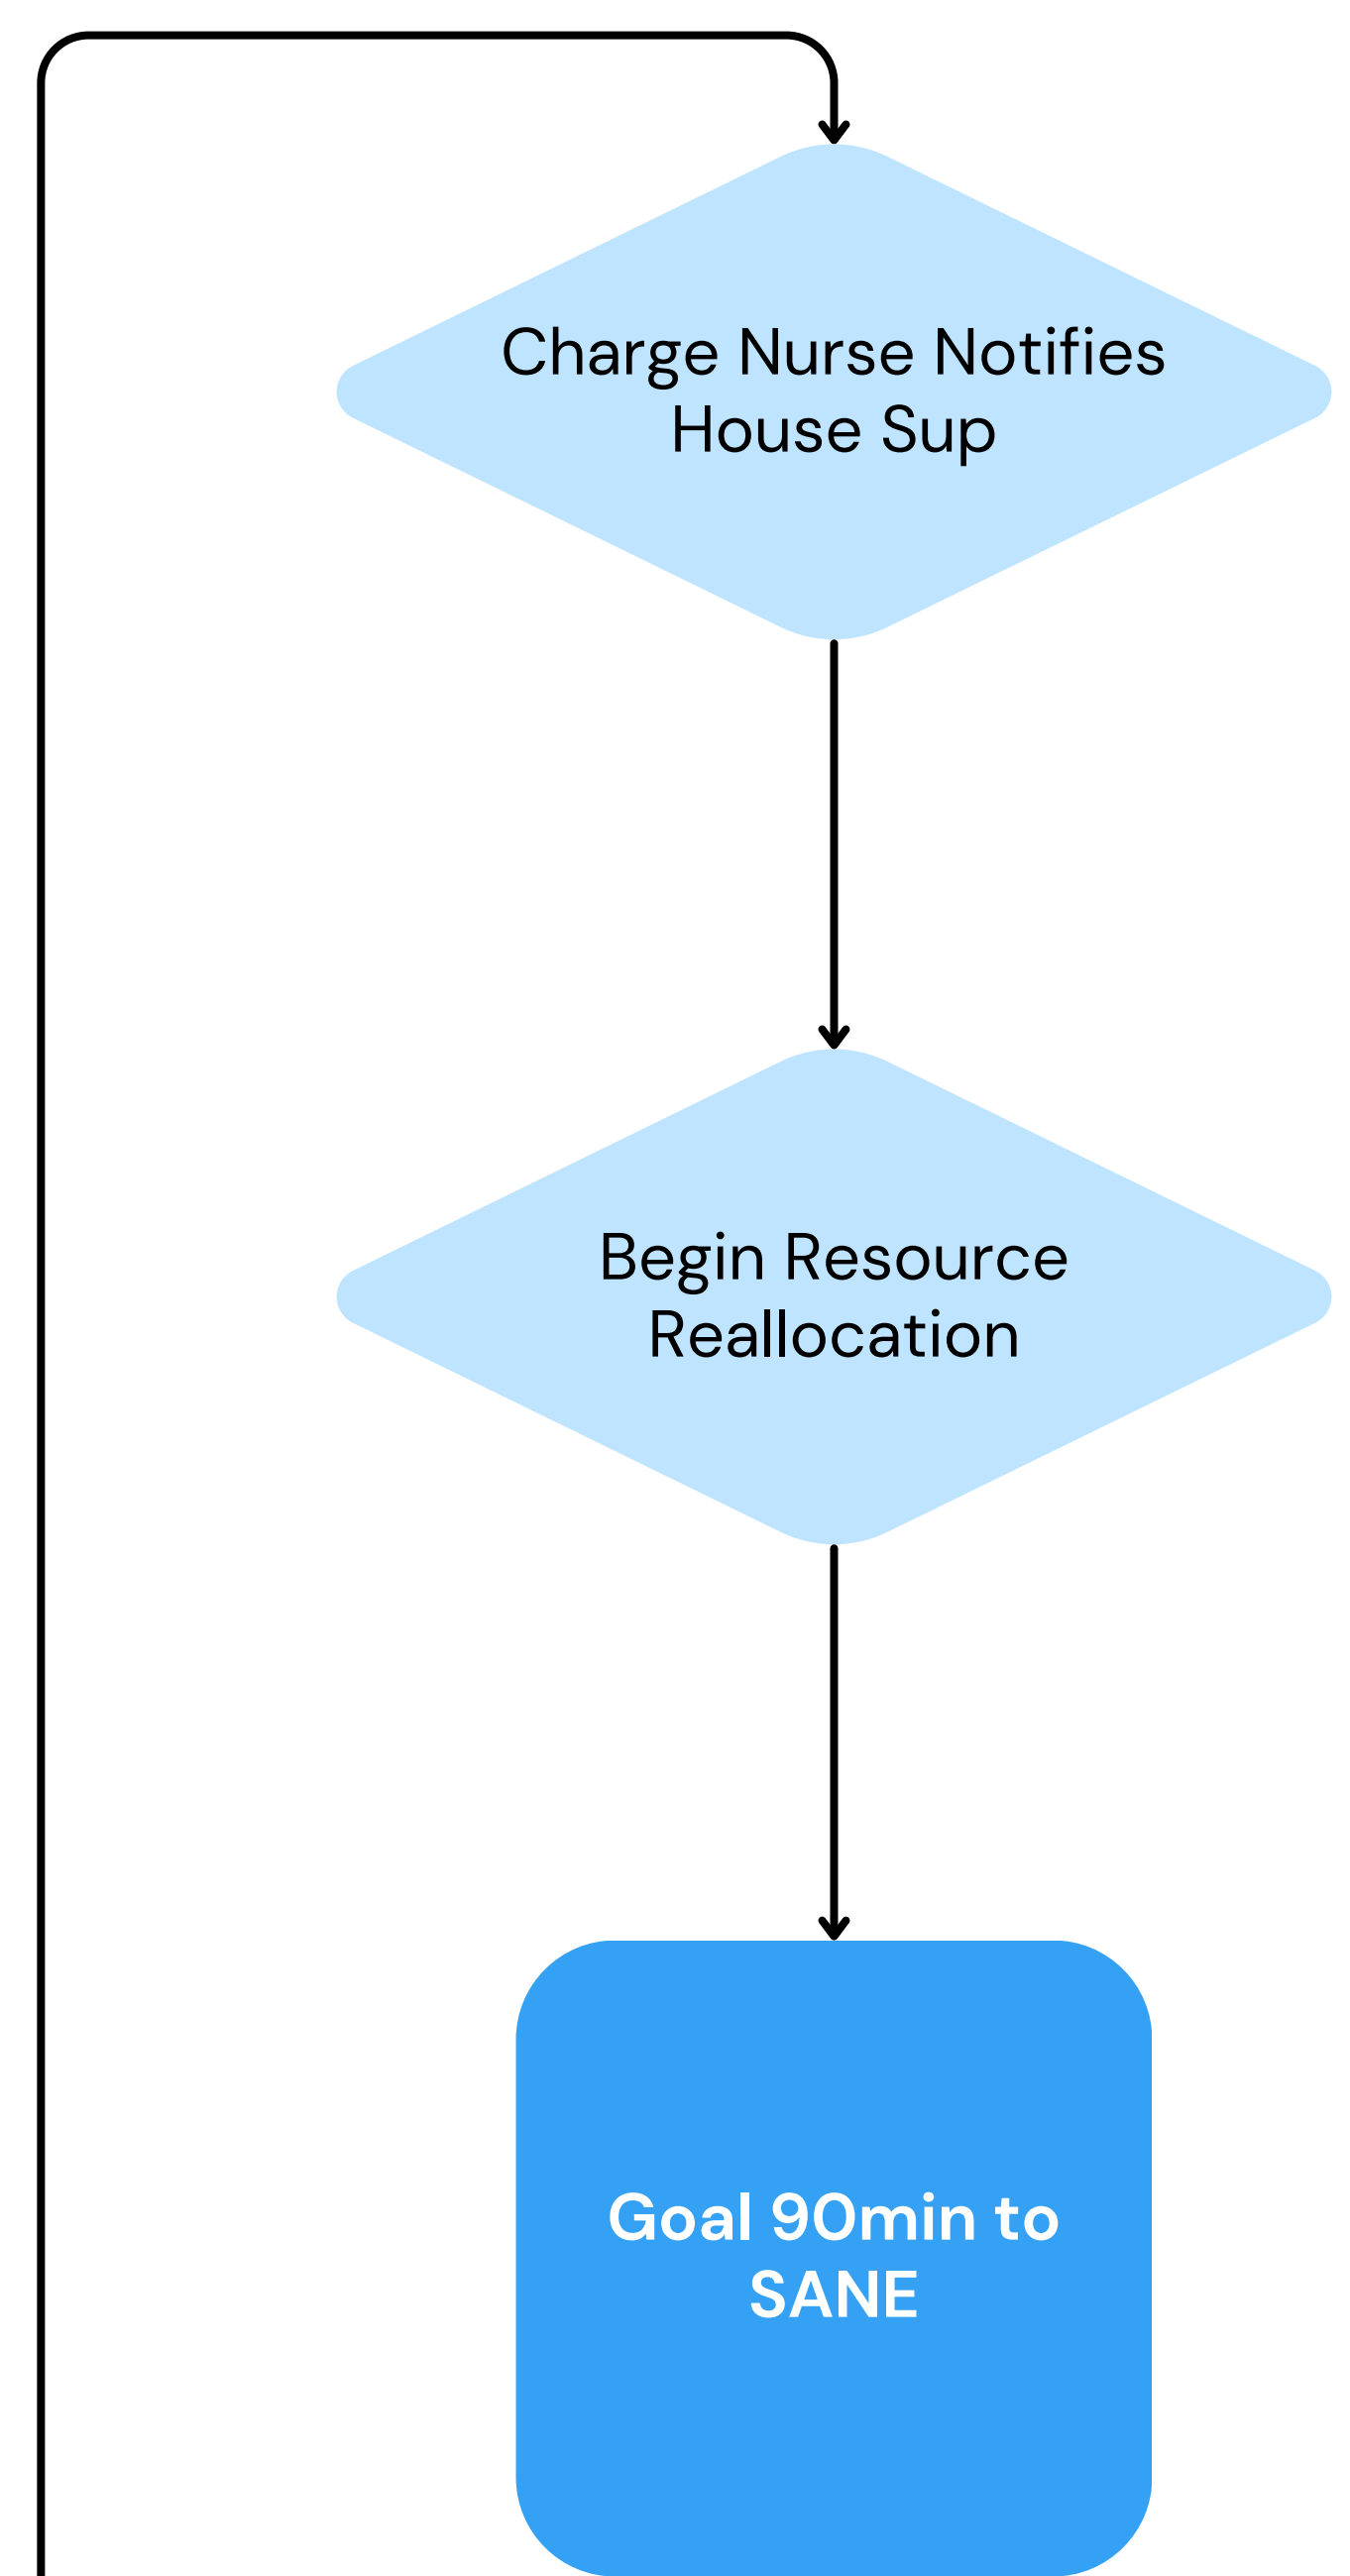 Charge Nurse Notifies
House Sup
Begin Resource
Reallocation
Goal 90min to
SANE